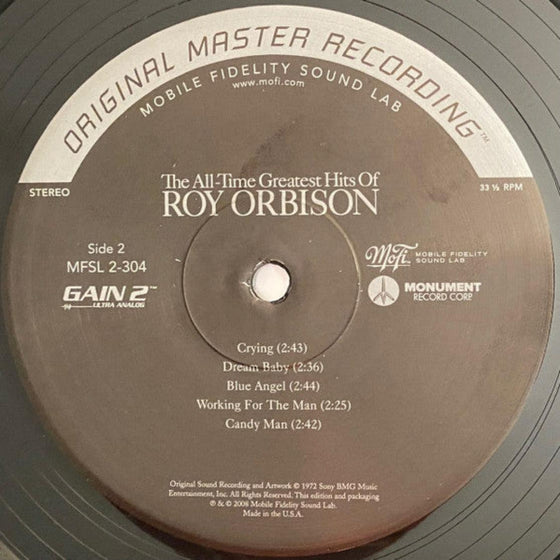 ORIGINAL MASTER RECORDING™
MOBILE FIDELITY SOUND LAB
www.mofi.com
STEREO
33 ⅓ RPM
The All-Time Greatest Hits Of
ROY ORBISON
Side 2
MFSL 2-304
GAIN 2™
ULTRA ANALOG
MoFi
MOBILE FIDELITY
SOUND LAB
MONUMENT
RECORD CORP.
Crying (2:43)
Dream Baby (2:36)
Blue Angel (2:44)
Working For The Man (2:25)
Candy Man (2:42)
Original Sound Recording and Artwork © 1972 Sony BMG Music
Entertainment, Inc. All Rights Reserved. This edition and packaging
℗ & © 2008 Mobile Fidelity Sound Lab.
Made in the U.S.A.